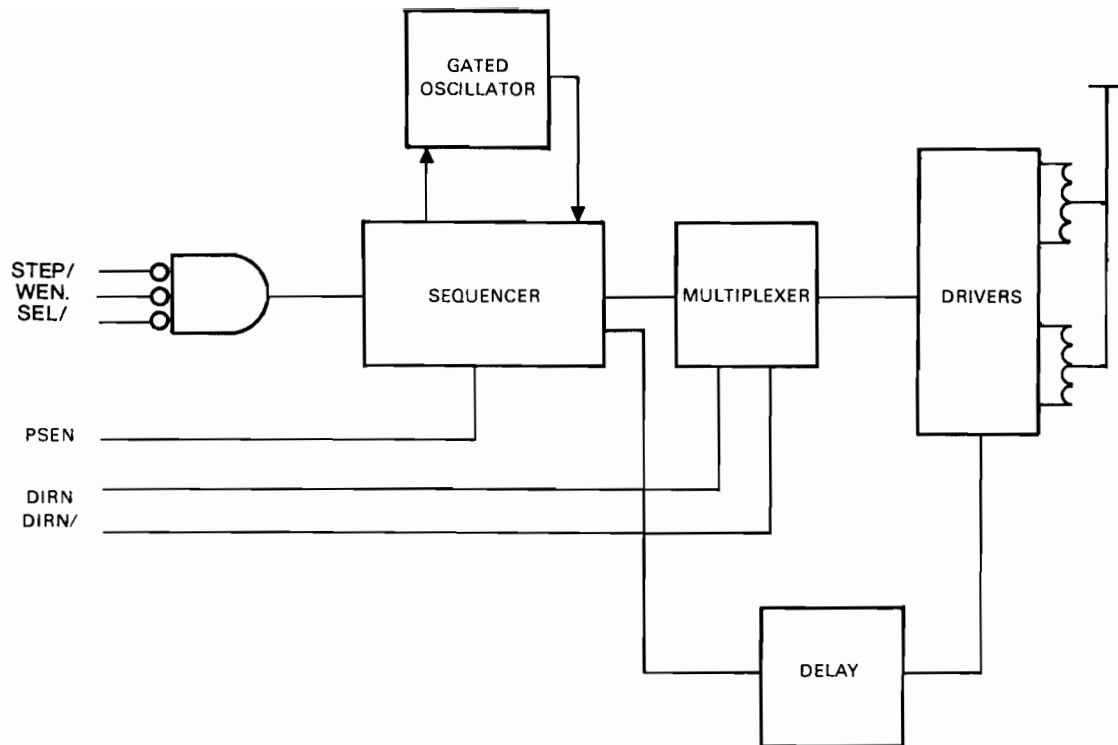 GATED
OSCILLATOR
STEP/
WEN.
SEL/
SEQUENCER
MULTIPLEXER
DRIVERS
PSEN
DIRN
DIRN/
DELAY